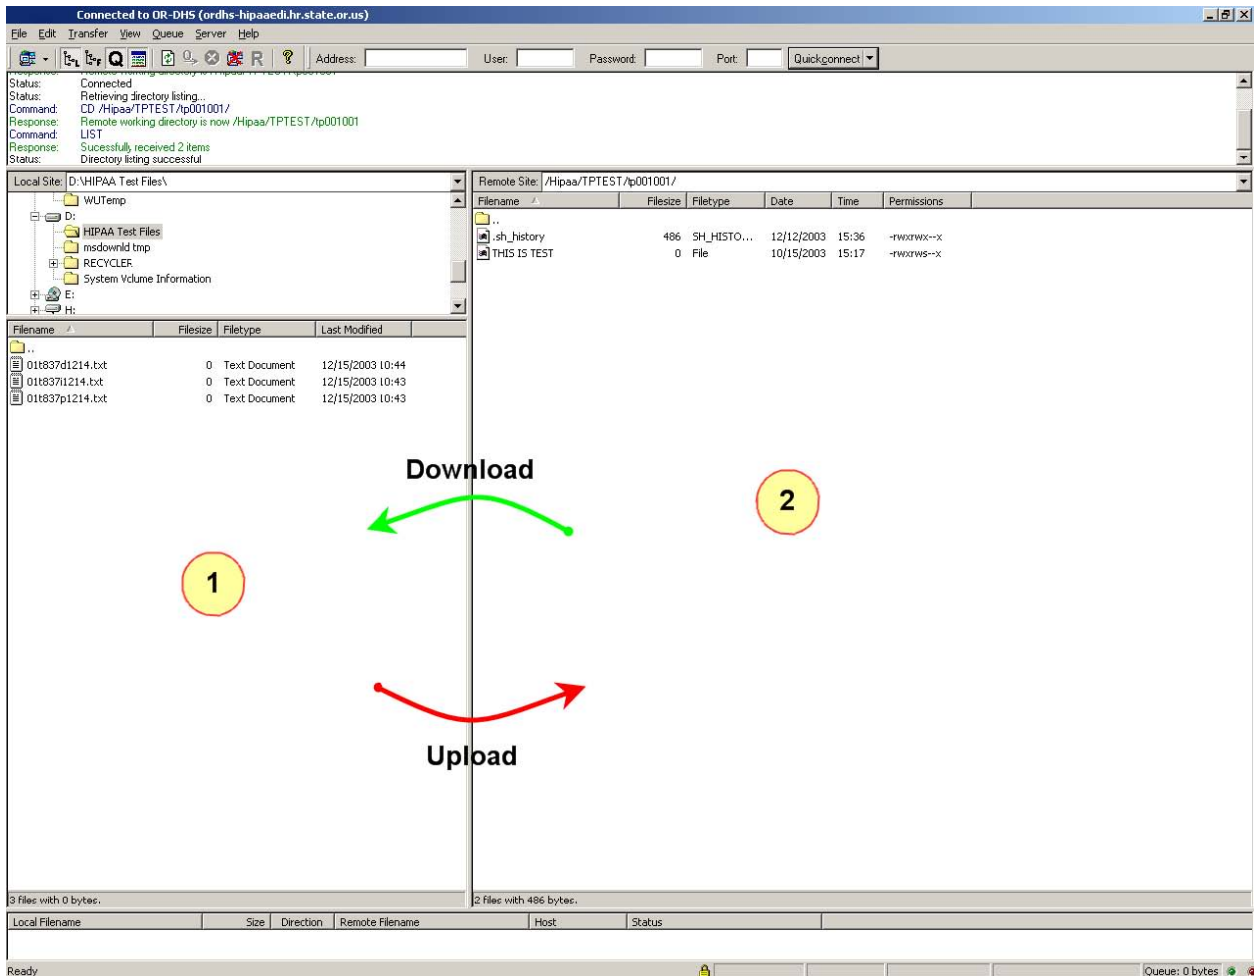 Connected to OR-DHS (ordhs-hipaaedi.hr.state.or.us)
File Edit Transfer View Queue Server Help
Address: User: Password: Port: Quickconnect
Status: Connected
Status: Retrieving directory listing...
Command: CD /Hipaa/TPTEST/tp001001/
Response: Remote working directory is now /Hipaa/TPTEST/tp001001
Command: LIST
Response: Sucessfully received 2 items
Status: Directory listing successful
Local Site: D:\HIPAA Test Files\
WUTemp
D:
HIPAA Test Files
msdownld tmp
RECYCLER
System Volume Information
E:
H:
Filename Filesize Filetype Last Modified
..
01t837d1214.txt 0 Text Document 12/15/2003 10:44
01t837i1214.txt 0 Text Document 12/15/2003 10:43
01t837p1214.txt 0 Text Document 12/15/2003 10:43
3 files with 0 bytes.
Remote Site: /Hipaa/TPTEST/tp001001/
Filename Filesize Filetype Date Time Permissions
..
.sh_history 486 SH_HISTO... 12/12/2003 15:36 -rwxrwx--x
THIS IS TEST 0 File 10/15/2003 15:17 -rwxrws--x
2 files with 486 bytes.
Download
1
2
Upload
Local Filename Size Direction Remote Filename Host Status
Ready Queue: 0 bytes